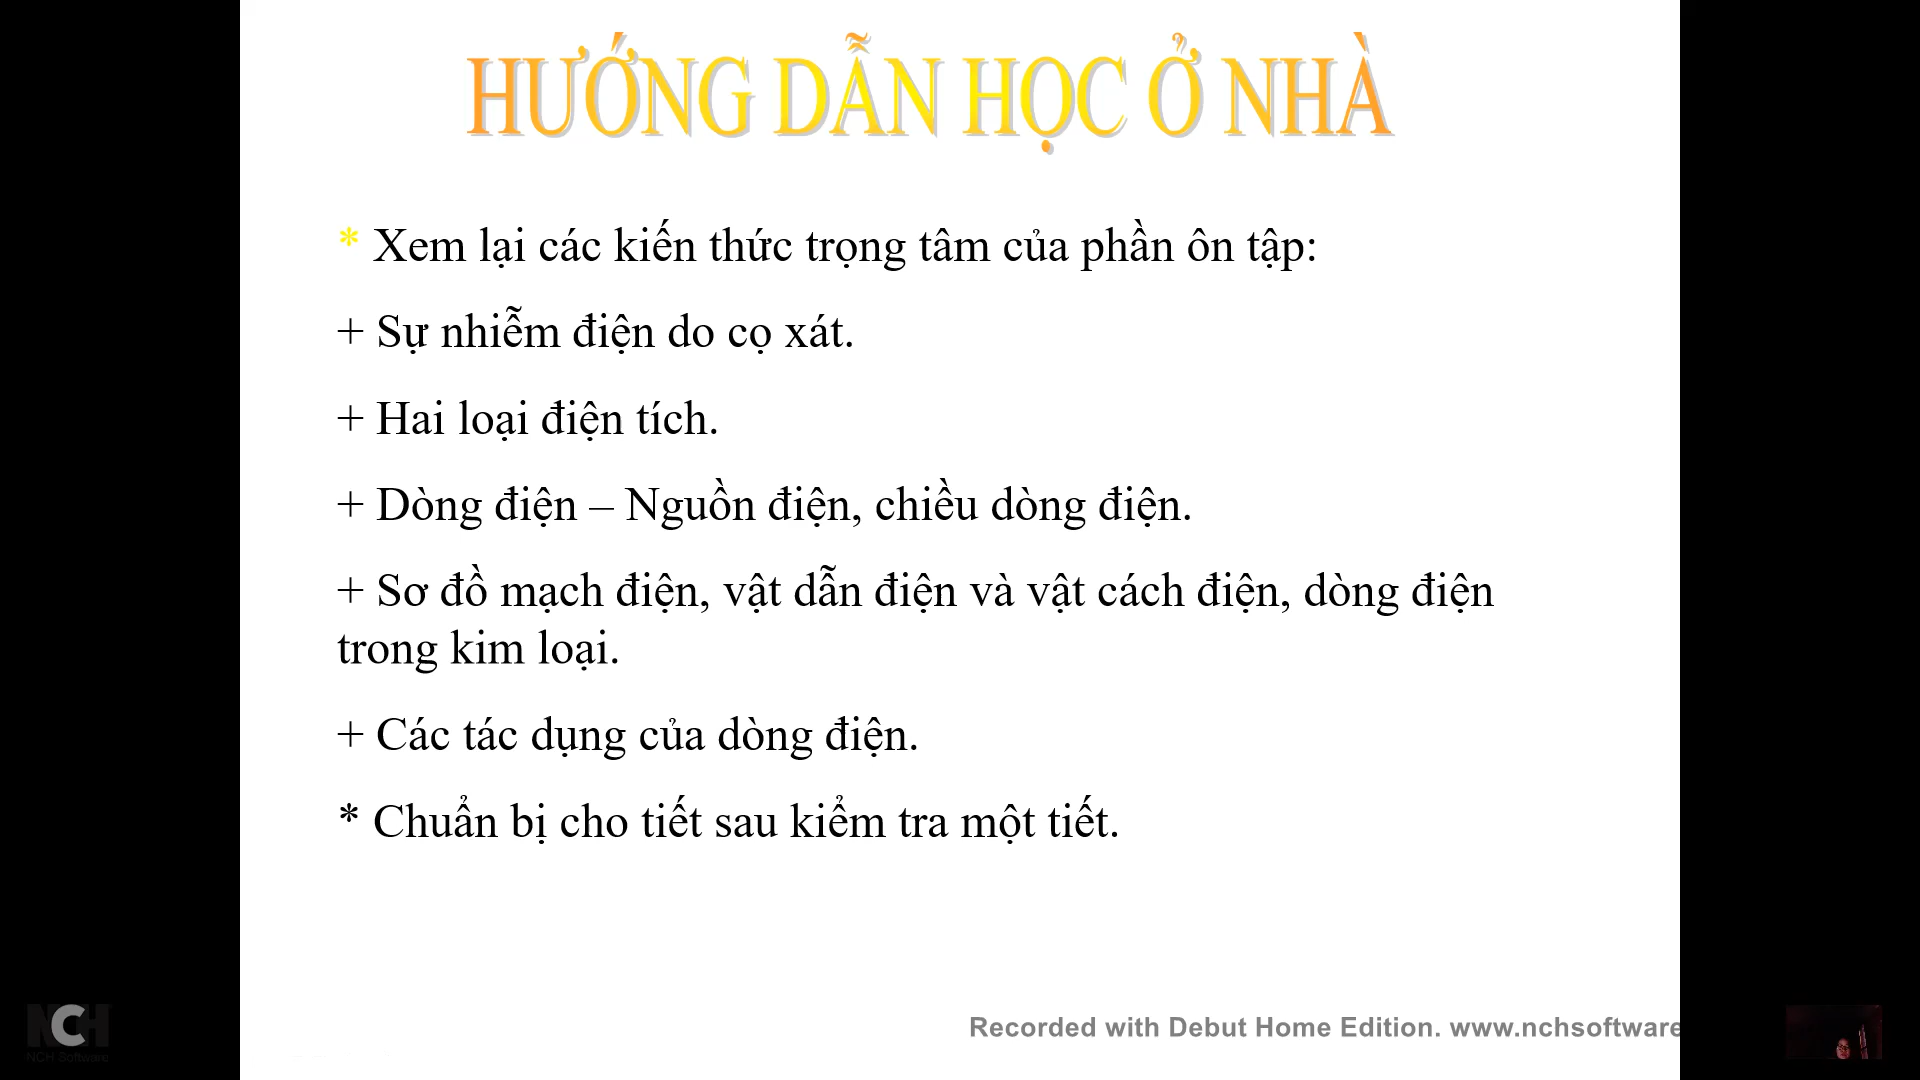 HƯỚNG DẪN HỌC Ở NHÀ
* Xem lại các kiến thức trọng tâm của phần ôn tập:
+ Sự nhiễm điện do cọ xát.
+ Hai loại điện tích.
+ Dòng điện – Nguồn điện, chiều dòng điện.
+ Sơ đồ mạch điện, vật dẫn điện và vật cách điện, dòng điện
trong kim loại.
+ Các tác dụng của dòng điện.
* Chuẩn bị cho tiết sau kiểm tra một tiết.
Recorded with Debut Home Edition. www.nchsoftware
NCH
NCH Software